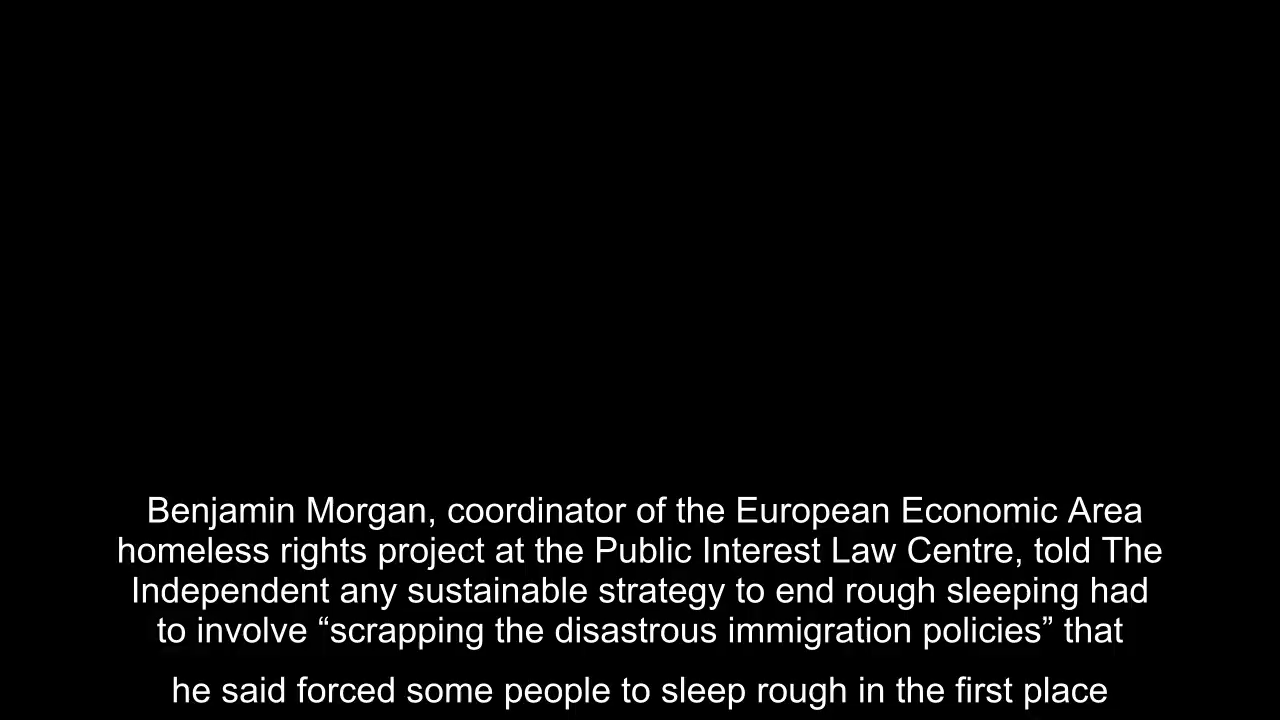 Benjamin Morgan, coordinator of the European Economic Area
homeless rights project at the Public Interest Law Centre, told The
Independent any sustainable strategy to end rough sleeping had
to involve “scrapping the disastrous immigration policies” that
he said forced some people to sleep rough in the first place